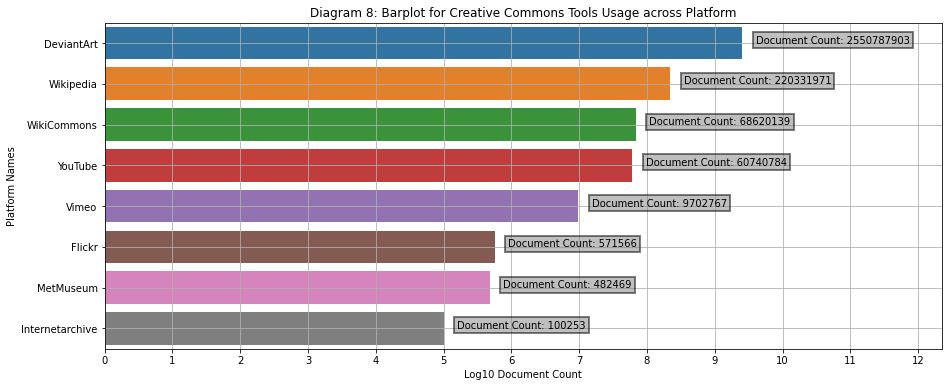 Diagram 8: Barplot for Creative Commons Tools Usage across Platform
DeviantArt
Document Count: 2550787903
Wikipedia
Document Count: 220331971
WikiCommons
Document Count: 68620139
YouTube
Document Count: 60740784
Vimeo
Document Count: 9702767
Flickr
Document Count: 571566
MetMuseum
Document Count: 482469
Internetarchive
Document Count: 100253
Platform Names
0 1 2 3 4 5 6 7 8 9 10 11 12
Log10 Document Count